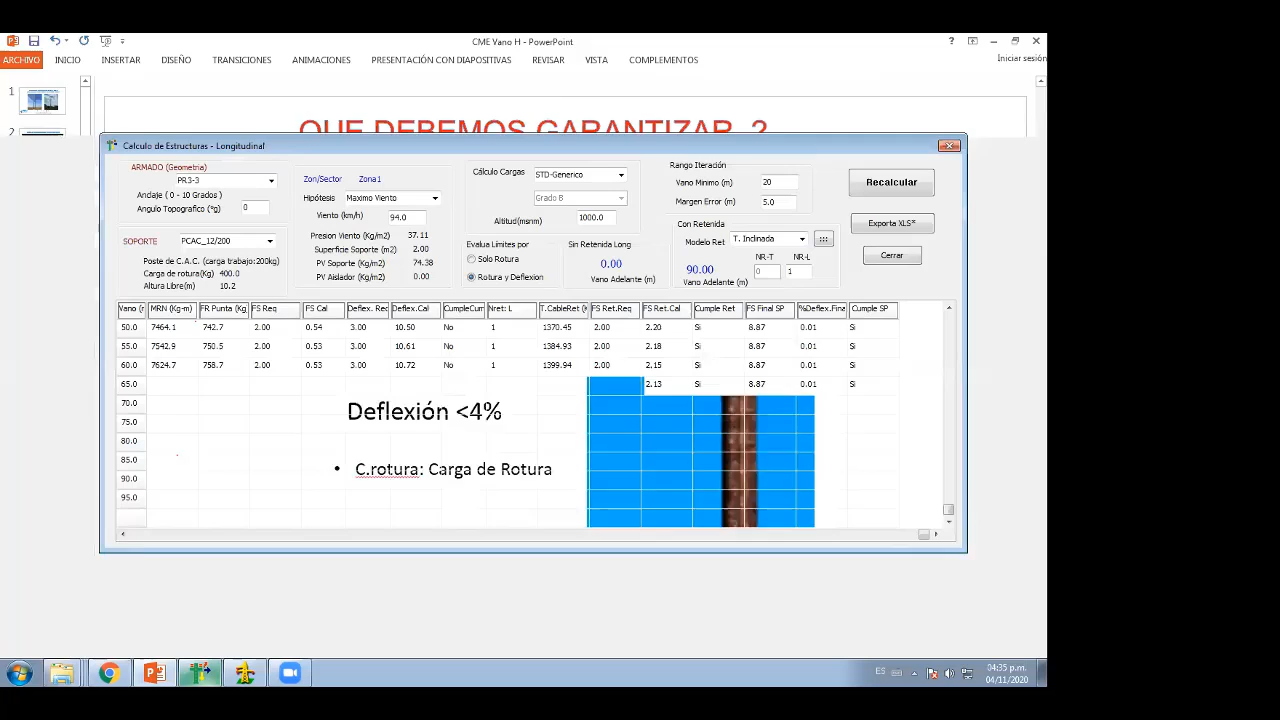 CME Vano H - PowerPoint
ARCHIVO INICIO INSERTAR DISEÑO TRANSICIONES ANIMACIONES PRESENTACIÓN CON DIAPOSITIVAS REVISAR VISTA COMPLEMENTOS
Iniciar sesión
1
2
QUE DEBEMOS GARANTIZAR ?
Calculo de Estructuras - Longitudinal
ARMADO (Geometria)
PR3-3
Andaje ( 0 - 10 Grados )
Angulo Topografico (°g) 0
SOPORTE PCAC_12/200
Poste de C.A.C. (carga trabajo:200kg)
Carga de rotura(Kg) 400.0
Altura Libre(m) 10.2
Zon/Sector Zona1
Hipótesis Maximo Viento
Viento (km/h) 94.0
Presion Viento (Kg/m2) 37.11
Superficie Soporte (m2) 2.00
PV Soporte (Kg/m2) 74.38
PV Aislador (Kg/m2) 0.00
Cálculo Cargas STD-Generico
Grado B
Altitud(msnm) 1000.0
Evalua Límites por
Solo Rotura
Rotura y Deflexion
Sin Retenida Long
0.00
Vano Adelante (m)
Rango Iteración
Vano Minimo (m) 20
Margen Error (m) 5.0
Con Retenida
Modelo Ret T. Inclinada
NR-T NR-L
90.00 0 1
Vano Adelante (m)
Recalcular
Exporta XLS*
Cerrar
Vano (r MRN (Kg-m) FR Punta (Kg FS Req FS Cal Deflex. Rec Deflex.Cal CumpleCum Nret: L T.CableRet (K FS Ret.Req FS Ret.Cal Cumple Ret FS Final SP %Deflex.Fina Cumple SP
50.0 7464.1 742.7 2.00 0.54 3.00 10.50 No 1 1370.45 2.00 2.20 Si 8.87 0.01 Si
55.0 7542.9 750.5 2.00 0.53 3.00 10.61 No 1 1384.93 2.00 2.18 Si 8.87 0.01 Si
60.0 7624.7 758.7 2.00 0.53 3.00 10.72 No 1 1399.94 2.00 2.15 Si 8.87 0.01 Si
65.0 2.13 Si 8.87 0.01 Si
70.0
75.0
80.0
85.0
90.0
95.0
Deflexión <4%
• C.rotura: Carga de Rotura
ES
04:35 p.m.
04/11/2020